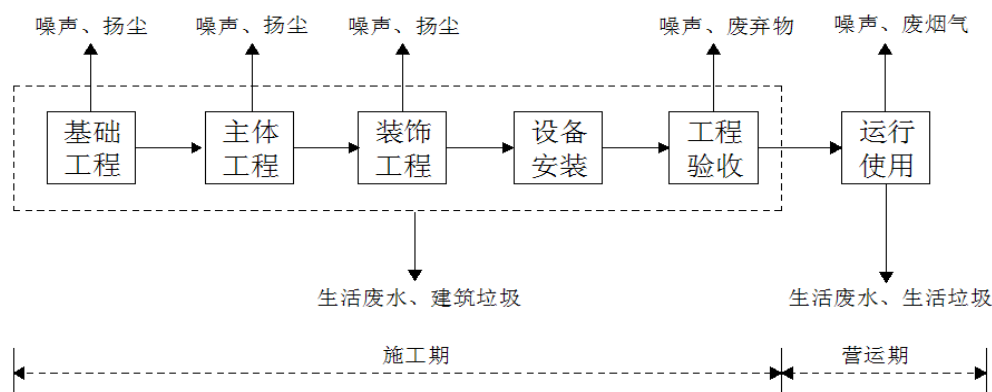 噪声、扬尘
噪声、扬尘
噪声、扬尘
噪声、废弃物
噪声、废烟气
基础
工程
主体
工程
装饰
工程
设备
安装
工程
验收
运行
使用
生活废水、建筑垃圾
生活废水、生活垃圾
施工期
营运期